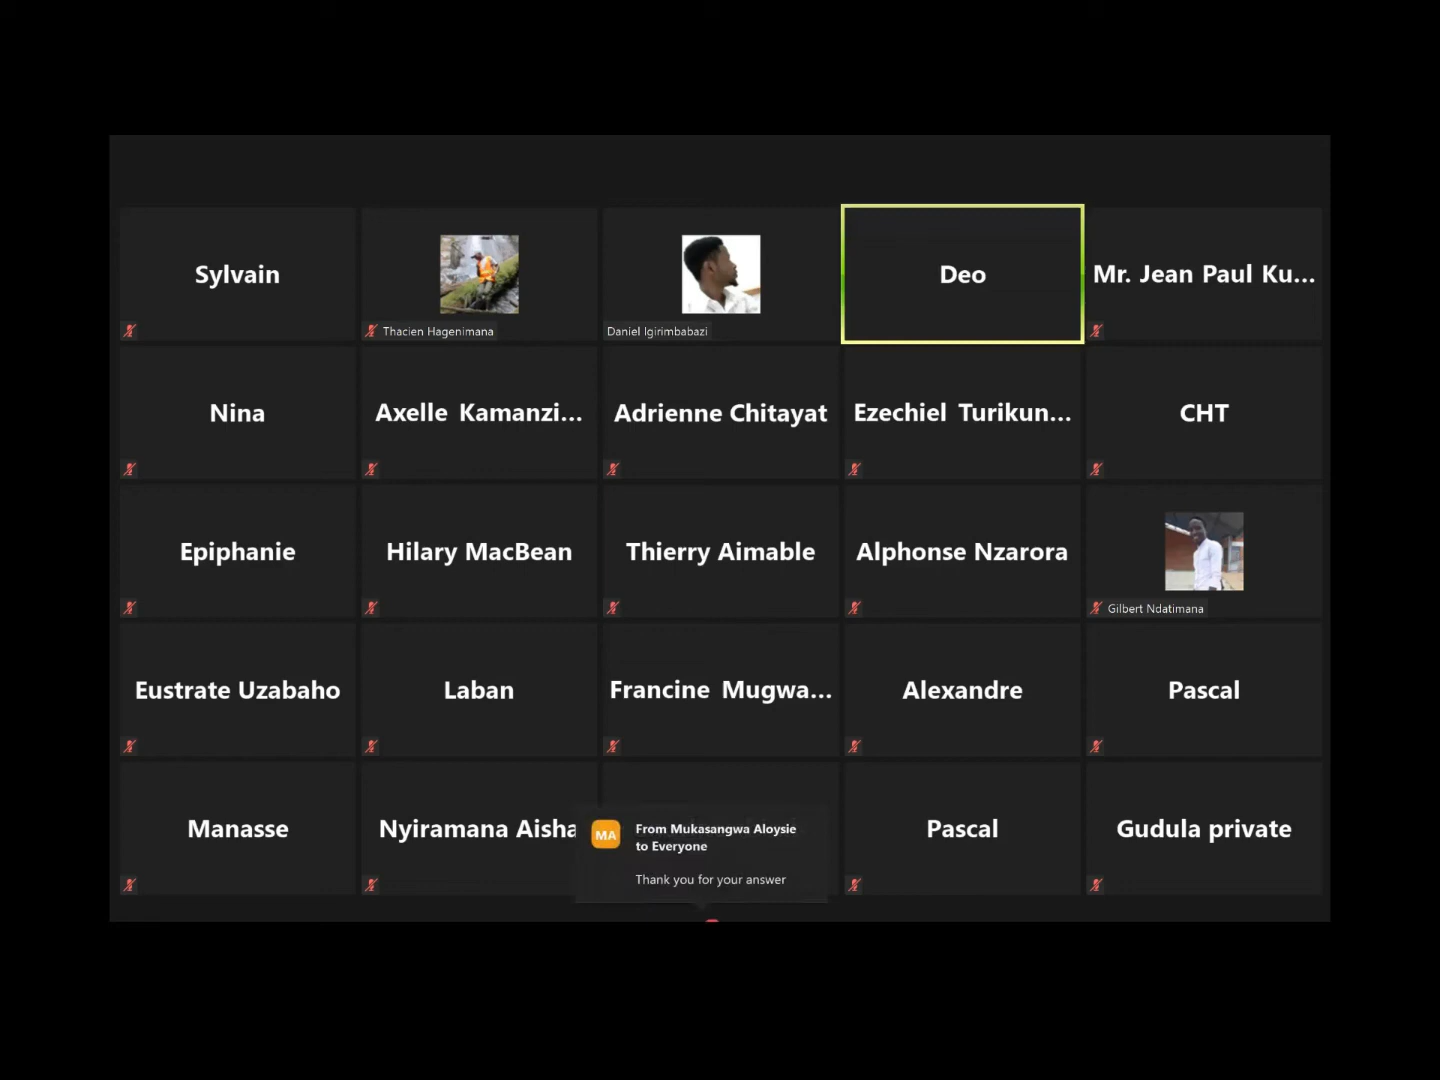 Sylvain
Thacien Hagenimana
Daniel Igirimbabazi
Deo
Mr. Jean Paul Ku...
Nina
Axelle Kamanzi...
Adrienne Chitayat
Ezechiel Turikun...
CHT
Epiphanie
Hilary MacBean
Thierry Aimable
Alphonse Nzarora
Gilbert Ndatimana
Eustrate Uzabaho
Laban
Francine Mugwa...
Alexandre
Pascal
Manasse
Nyiramana Aisha
MA
From Mukasangwa Aloysie
to Everyone
Thank you for your answer
Pascal
Gudula private